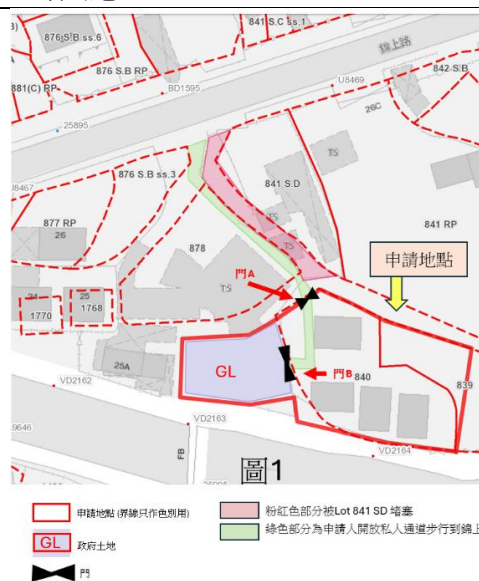 841 S.C ss.1
876 S.B ss.6
錦上路
876 S.B RP
BD1595
U8469
842 S.B
881(C) RP
26C
25895
TS
876 S.B ss.3
841 S.D
841 RP
877 RP
878
TS
申請地點
26
TS
門A
25
1768
1770
25A
GL
840
839
門B
VD2162
VD2163
FB
VD2164
圖1
申請地點 (界線只作色別用)
粉紅色部分被Lot 841 SD 堵塞
綠色部分為申請人開放私人通道步行到錦上
GL
政府土地
門